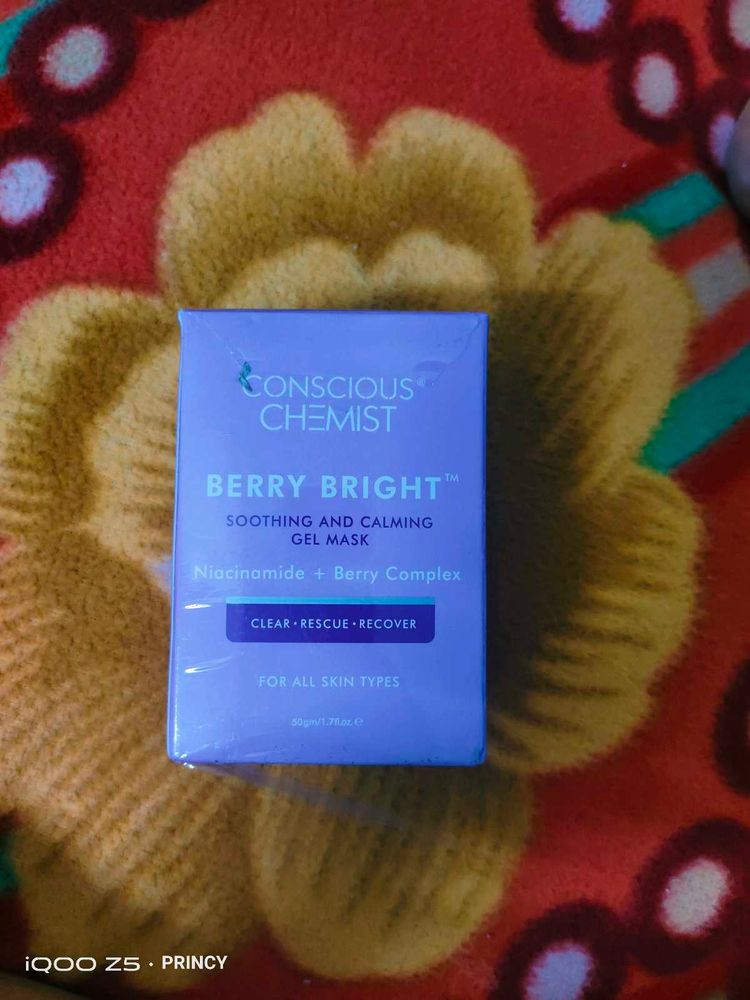 CONSCIOUS®
CHEMIST
BERRY BRIGHT™
SOOTHING AND CALMING
GEL MASK
Niacinamide + Berry Complex
CLEAR • RESCUE • RECOVER
FOR ALL SKIN TYPES
50gm/1.7fl.oz. ℮
iQOO Z5 · PRINCY